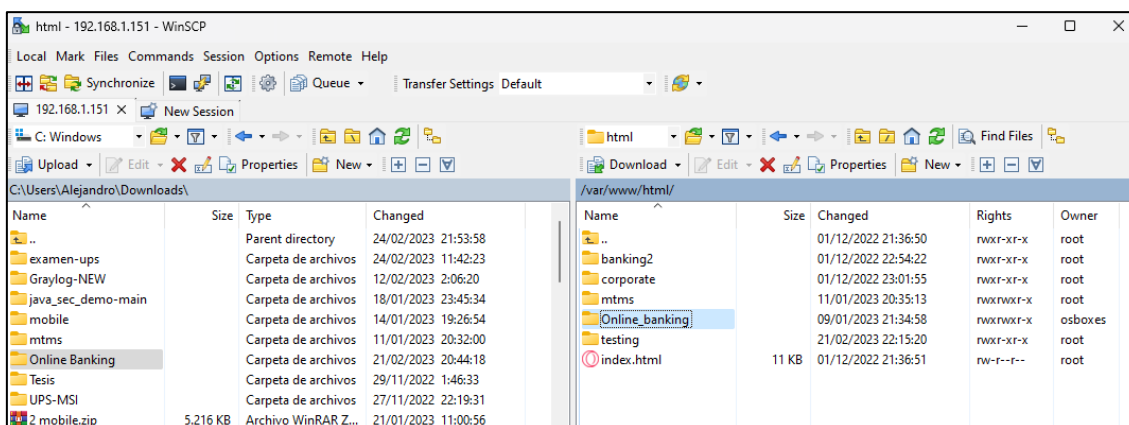 html - 192.168.1.151 - WinSCP
Local Mark Files Commands Session Options Remote Help
Synchronize Queue Transfer Settings Default
192.168.1.151 New Session
C: Windows html Find Files
Upload Edit Properties New Download Edit Properties New
C:\Users\Alejandro\Downloads\ /var/www/html/
Name Size Type Changed Name Size Changed Rights Owner
.. Parent directory 24/02/2023 21:53:58 .. 01/12/2022 21:36:50 rwxr-xr-x root
examen-ups Carpeta de archivos 24/02/2023 11:42:23 banking2 01/12/2022 22:54:22 rwxr-xr-x root
Graylog-NEW Carpeta de archivos 12/02/2023 2:06:20 corporate 01/12/2022 23:01:55 rwxr-xr-x root
java_sec_demo-main Carpeta de archivos 18/01/2023 23:45:34 mtms 11/01/2023 20:35:13 rwxrwxr-x root
mobile Carpeta de archivos 14/01/2023 19:26:54 Online_banking 09/01/2023 21:34:58 rwxrwxr-x osboxes
mtms Carpeta de archivos 11/01/2023 20:32:00 testing 21/02/2023 22:15:20 rwxr-xr-x root
Online Banking Carpeta de archivos 21/02/2023 20:44:18 index.html 11 KB 01/12/2022 21:36:51 rw-r--r-- root
Tesis Carpeta de archivos 29/11/2022 1:46:33
UPS-MSI Carpeta de archivos 27/11/2022 22:19:31
2 mobile.zip 5.216 KB Archivo WinRAR Z... 21/01/2023 11:00:56